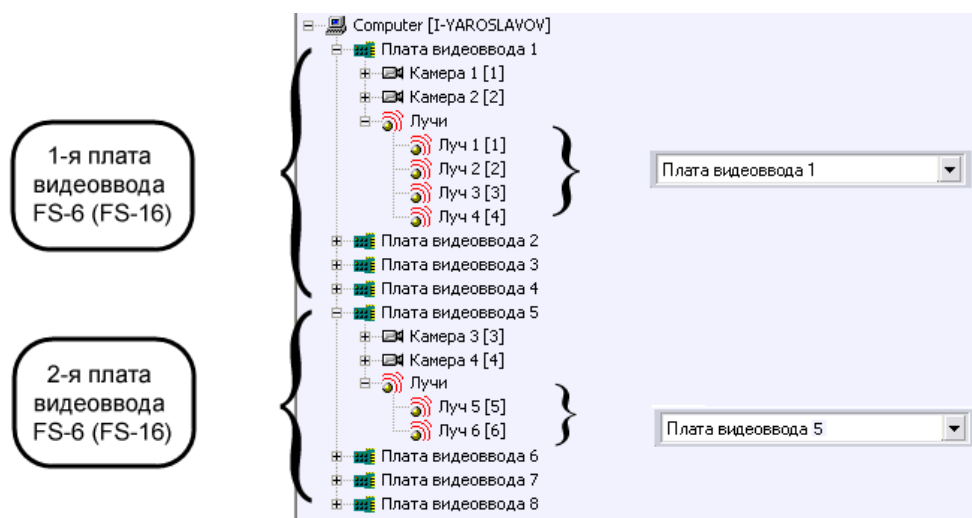 Computer [I-YAROSLAVOV]
Плата видеоввода 1
Камера 1 [1]
Камера 2 [2]
Лучи
Луч 1 [1]
Луч 2 [2]
Луч 3 [3]
Луч 4 [4]
Плата видеоввода 2
Плата видеоввода 3
Плата видеоввода 4
Плата видеоввода 5
Камера 3 [3]
Камера 4 [4]
Лучи
Луч 5 [5]
Луч 6 [6]
Плата видеоввода 6
Плата видеоввода 7
Плата видеоввода 8
1-я плата
видеоввода
FS-6 (FS-16)
2-я плата
видеоввода
FS-6 (FS-16)
Плата видеоввода 1
Плата видеоввода 5